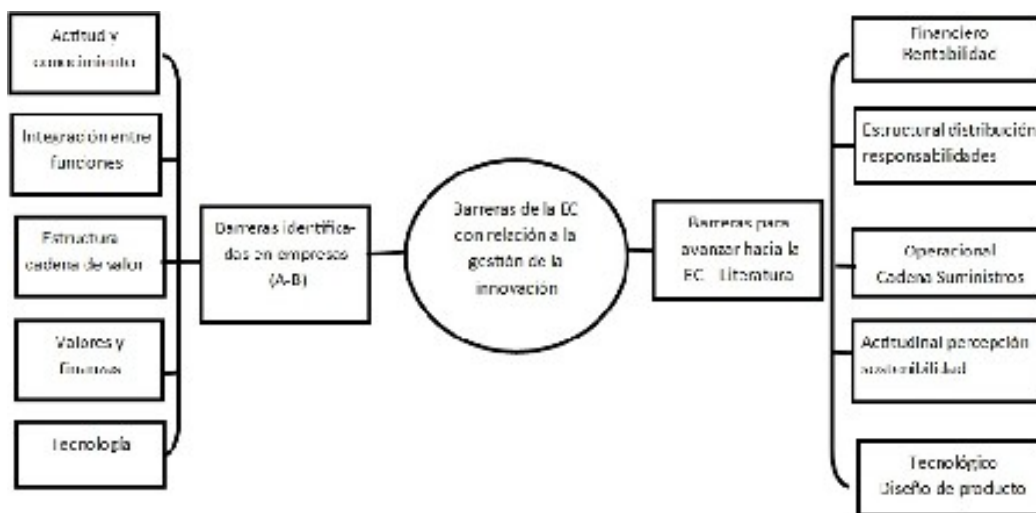 Actitud y
conocimiento
Integración entre
funciones
Estructura
cadena de valor
Valores y
finanzas
Tecnología
Barreras identifica-
das en empresas
(A-B)
Barreras de la EC
con relación a la
gestión de la
innovación
Barreras para
avanzar hacia la
EC Literatura
Financiero
Rentabilidad
Estructural distribución
responsabilidades
Operacional
Cadena Suministros
Actitudinal percepción
sostenibilidad
Tecnológico
Diseño de producto